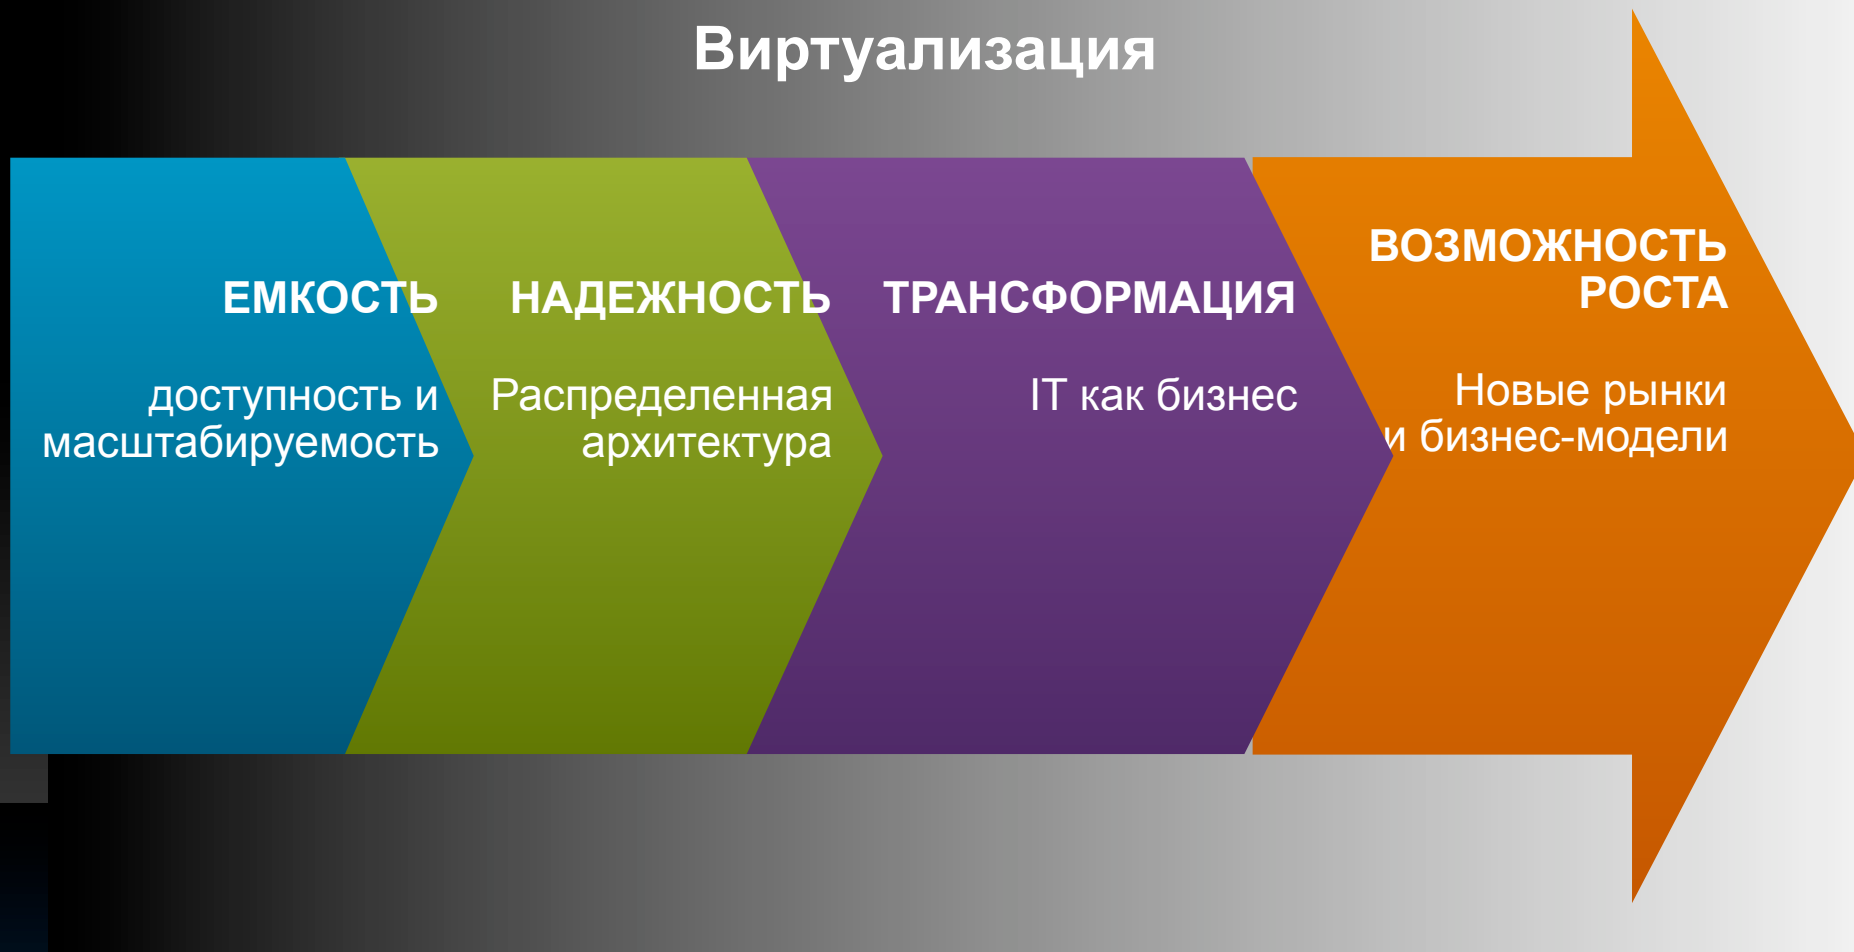 Виртуализация
ЕМКОСТЬ
доступность и
масштабируемость
НАДЕЖНОСТЬ
Распределенная
архитектура
ТРАНСФОРМАЦИЯ
IT как бизнес
ВОЗМОЖНОСТЬ
РОСТА
Новые рынки
и бизнес-модели